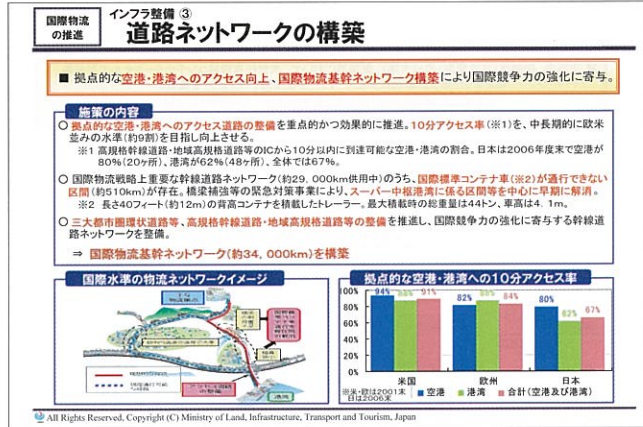 国際物流
の推進
インフラ整備 ③
道路ネットワークの構築
■ 拠点的な空港・港湾へのアクセス向上、国際物流基幹ネットワーク構築により国際競争力の強化に寄与。
施策の内容
○ 拠点的な空港・港湾へのアクセス道路の整備を重点的かつ効果的に推進。10分アクセス率(※1)を、中長期的に欧米
並みの水準(約9割)を目指し向上させる。
※1 高規格幹線道路・地域高規格道路等のICから10分以内に到達可能な空港・港湾の割合。日本は2006年度末で空港が
80%(20ヶ所)、港湾が62%(48ヶ所)、全体では67%。
○ 国際物流戦略上重要な幹線道路ネットワーク(約29,000km供用中)のうち、国際標準コンテナ車(※2)が通行できない
区間(約510km)が存在。橋梁補強等の緊急対策事業により、スーパー中枢港湾に係る区間等を中心に早期に解消。
※2 長さ40フィート(約12m)の背高コンテナを積載したトレーラー。最大積載時の総重量は44トン、車高は4.1m。
○ 三大都市圏環状道路等、高規格幹線道路・地域高規格道路等の整備を推進し、国際競争力の強化に寄与する幹線道
路ネットワークを整備。
⇒ 国際物流基幹ネットワーク(約34,000km)を構築
国際水準の物流ネットワークイメージ
港湾
拠点的な空港・港湾への10分アクセス率
100%
80%
60%
40%
20%
0%
94%
88%
91%
82%
88%
84%
80%
62%
67%
米国
欧州
日本
※米・欧は2001末
日は2006末
空港
港湾
合計(空港及び港湾)
All Rights Reserved, Copyright (C) Ministry of Land, Infrastructure, Transport and Tourism, Japan